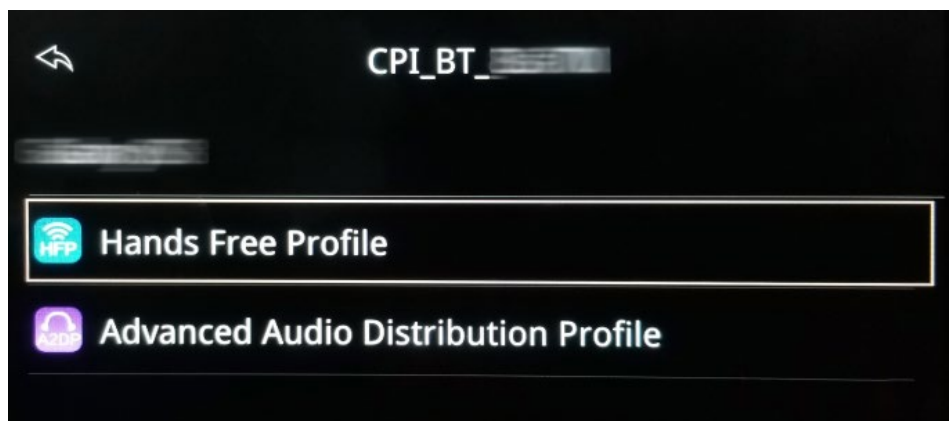 CPI_BT_
HFP
Hands Free Profile
A2DP
Advanced Audio Distribution Profile